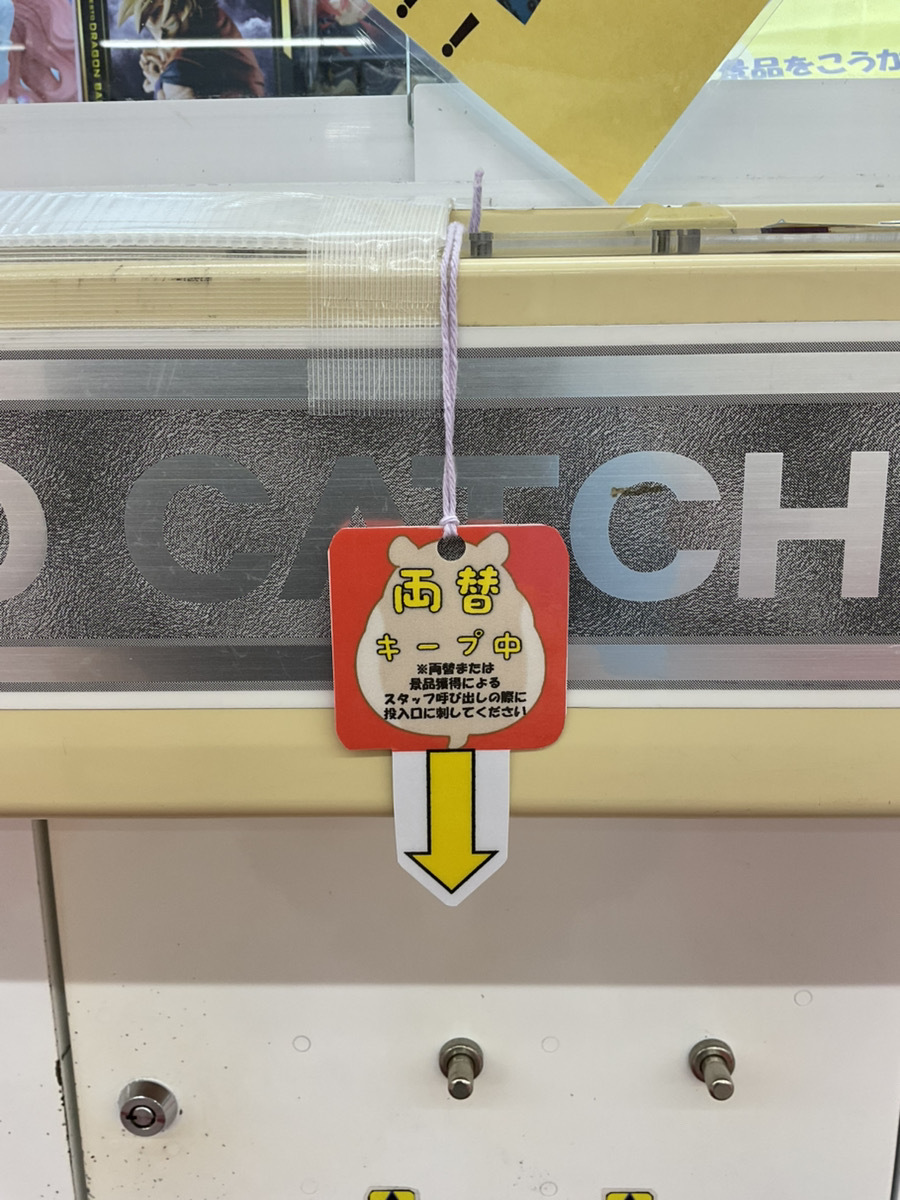 DRAGON BA
!!
景品をこうか
CATCH
両替
キープ中
※両替または
景品獲得による
スタッフ呼び出しの際に
投入口に刺してください